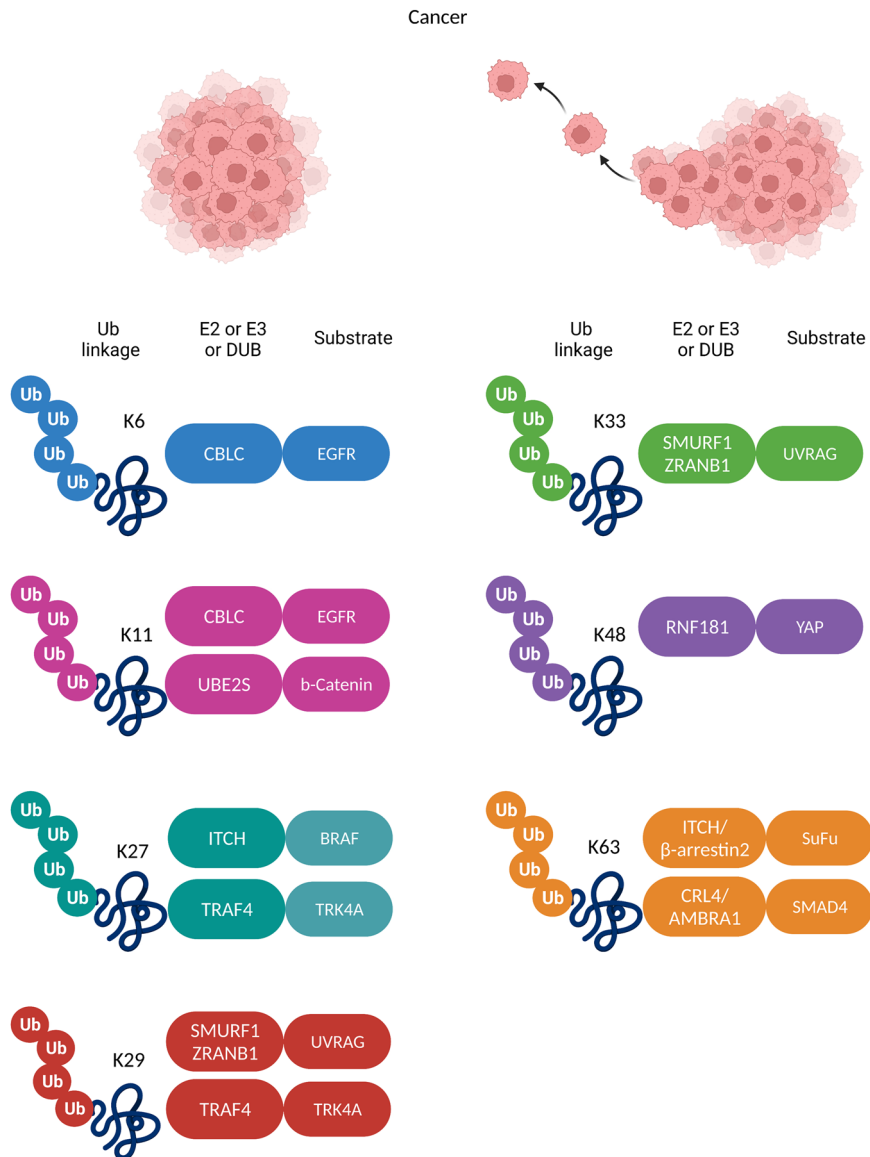 Cancer
Ub
linkage
E2 or E3
or DUB
Substrate
Ub
Ub
Ub
Ub
K6
CBLC
EGFR
Ub
Ub
Ub
Ub
K11
CBLC
EGFR
UBE2S
b-Catenin
Ub
Ub
Ub
Ub
K27
ITCH
BRAF
TRAF4
TRK4A
Ub
Ub
Ub
Ub
K29
SMURF1
ZRANB1
UVRAG
TRAF4
TRK4A
Ub
linkage
E2 or E3
or DUB
Substrate
Ub
Ub
Ub
Ub
K33
SMURF1
ZRANB1
UVRAG
Ub
Ub
Ub
Ub
K48
RNF181
YAP
Ub
Ub
Ub
Ub
K63
ITCH/
β-arrestin2
SuFu
CRL4/
AMBRA1
SMAD4